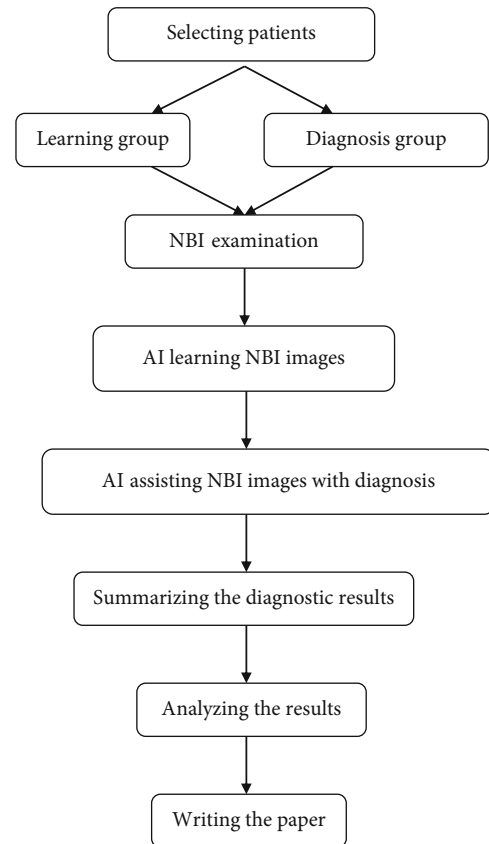 Selecting patients
Learning group
Diagnosis group
NBI examination
AI learning NBI images
AI assisting NBI images with diagnosis
Summarizing the diagnostic results
Analyzing the results
Writing the paper